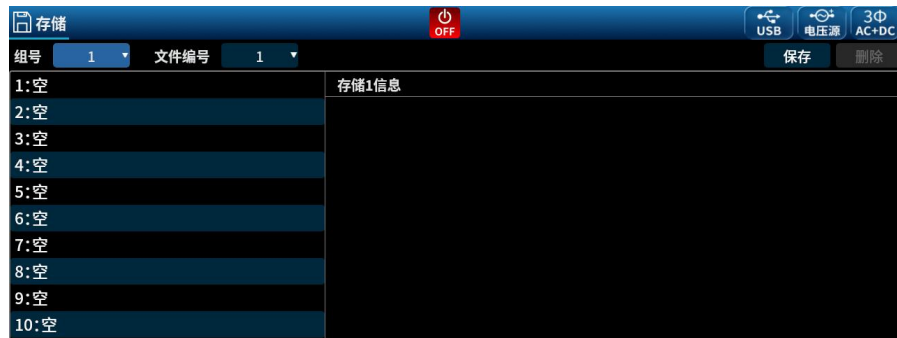 存储
OFF
USB
电压源
3Φ
AC+DC
组号 1 文件编号 1 保存 删除
1:空
存储1信息
2:空
3:空
4:空
5:空
6:空
7:空
8:空
9:空
10:空